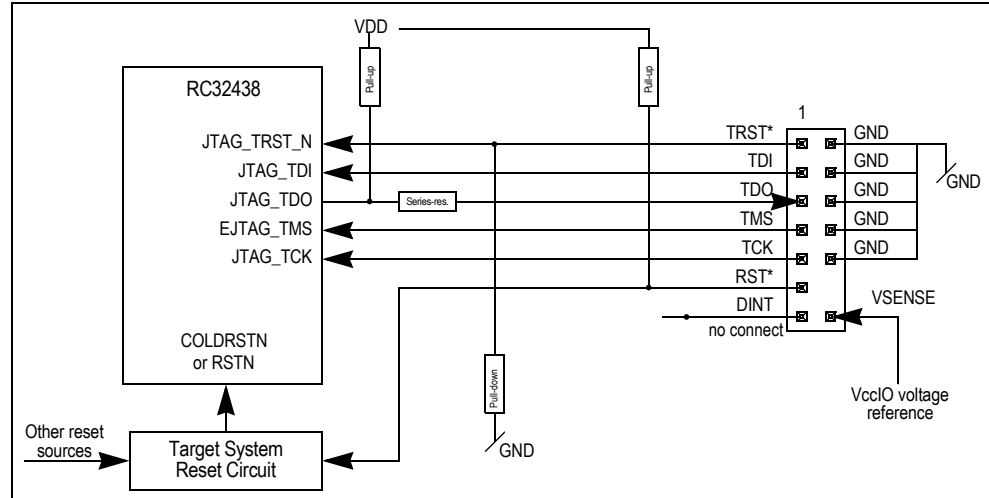 VDD
RC32438
Pull-up
Pull-up
1
JTAG_TRST_N
TRST*
GND
JTAG_TDI
TDI
GND
GND
JTAG_TDO
Series-res.
TDO
GND
EJTAG_TMS
TMS
GND
JTAG_TCK
TCK
GND
RST*
VSENSE
DINT
no connect
COLDRSTN
or RSTN
Pull-down
VccIO voltage
reference
Other reset
sources
Target System
Reset Circuit
GND